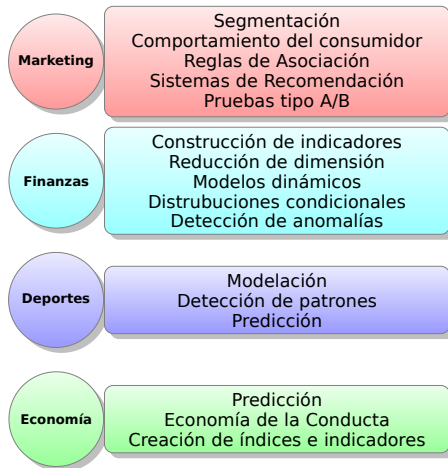 Marketing
Segmentación
Comportamiento del consumidor
Reglas de Asociación
Sistemas de Recomendación
Pruebas tipo A/B
Finanzas
Construcción de indicadores
Reducción de dimensión
Modelos dinámicos
Distrubuciones condicionales
Detección de anomalías
Deportes
Modelación
Detección de patrones
Predicción
Economía
Predicción
Economía de la Conducta
Creación de índices e indicadores